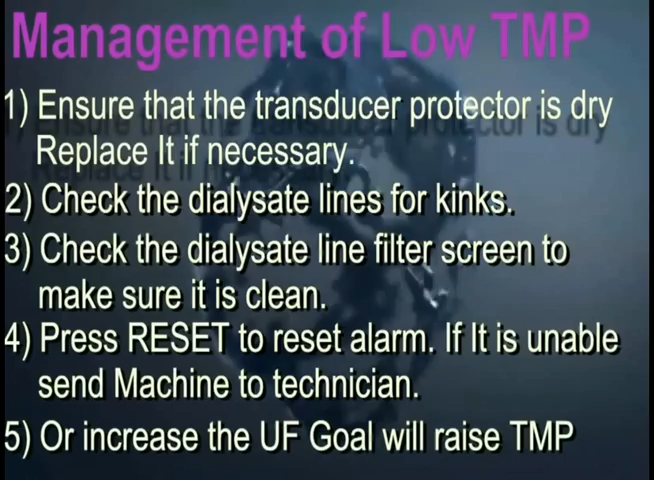 Management of Low TMP
1) Ensure that the transducer protector is dry
Replace It if necessary.
2) Check the dialysate lines for kinks.
3) Check the dialysate line filter screen to
make sure it is clean.
4) Press RESET to reset alarm. If It is unable
send Machine to technician.
5) Or increase the UF Goal will raise TMP